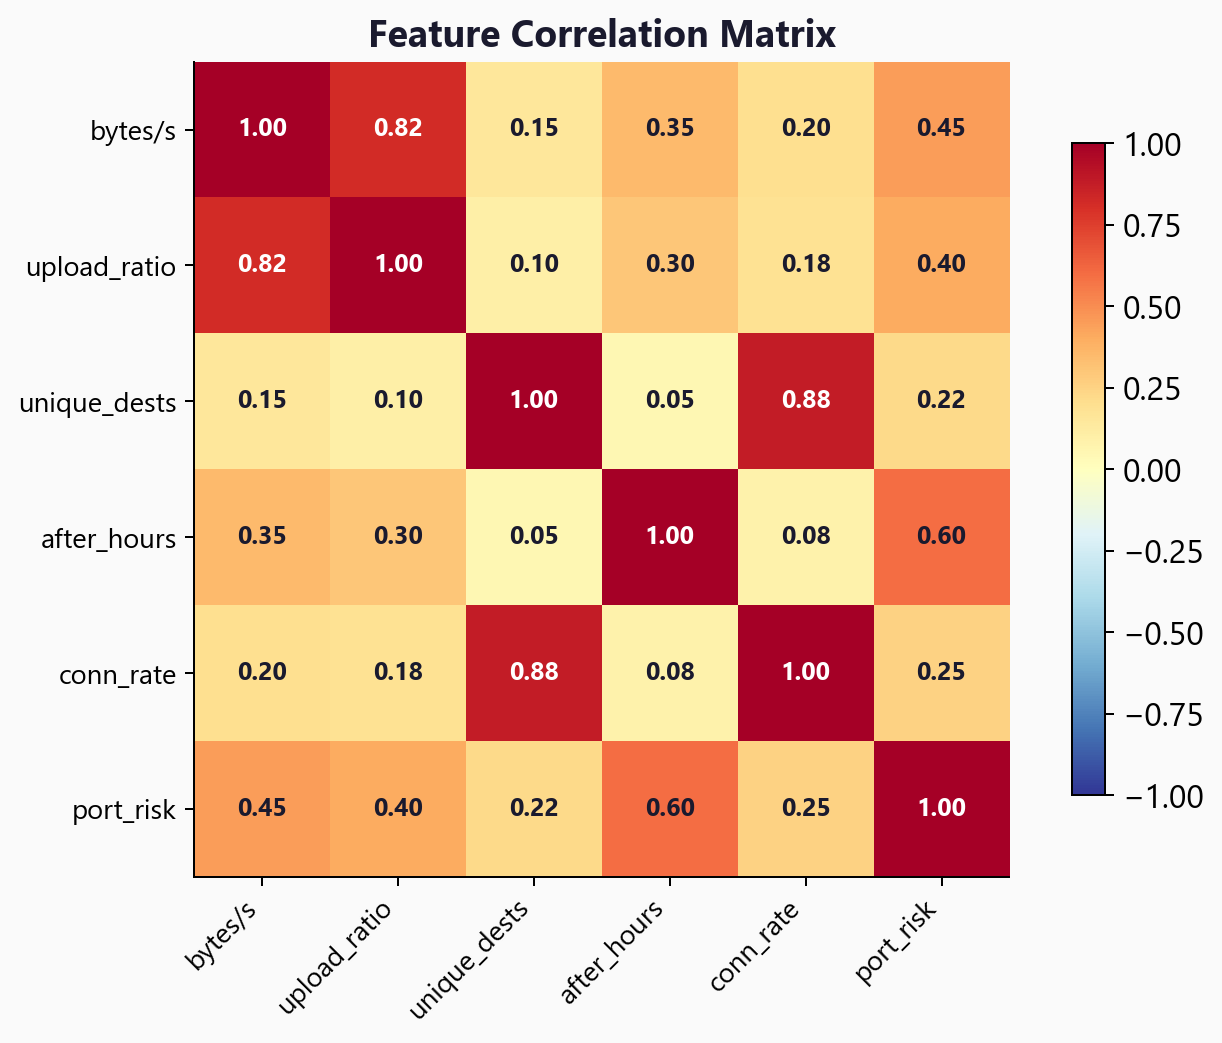 Feature Correlation Matrix
bytes/s 1.00 0.82 0.15 0.35 0.20 0.45
upload_ratio 0.82 1.00 0.10 0.30 0.18 0.40
unique_dests 0.15 0.10 1.00 0.05 0.88 0.22
after_hours 0.35 0.30 0.05 1.00 0.08 0.60
conn_rate 0.20 0.18 0.88 0.08 1.00 0.25
port_risk 0.45 0.40 0.22 0.60 0.25 1.00
bytes/s upload_ratio unique_dests after_hours conn_rate port_risk
1.00
0.75
0.50
0.25
0.00
−0.25
−0.50
−0.75
−1.00